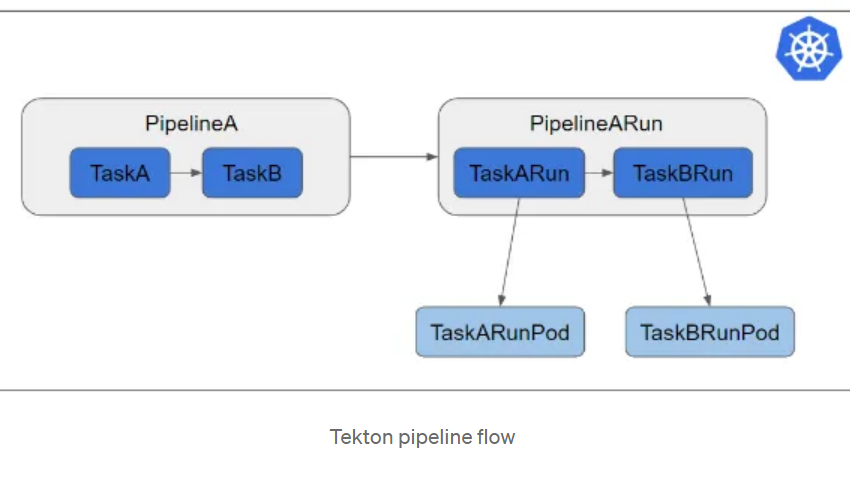 PipelineA
TaskA
TaskB
PipelineARun
TaskARun
TaskBRun
TaskARunPod
TaskBRunPod
Tekton pipeline flow